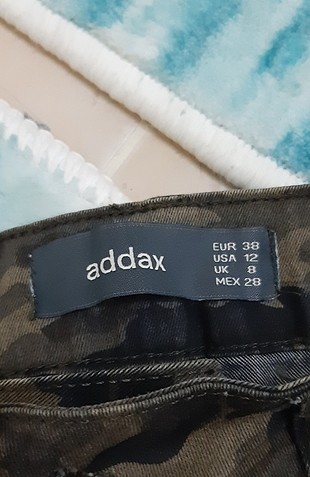 addax
EUR 38
USA 12
UK 8
MEX 28